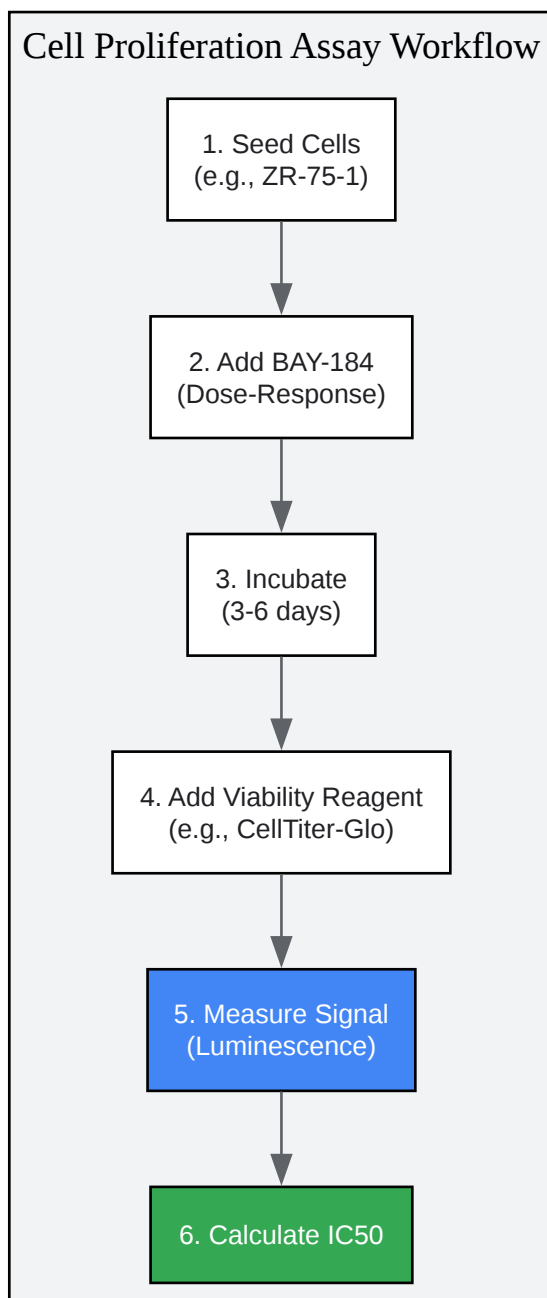 Cell Proliferation Assay Workflow
1. Seed Cells
(e.g., ZR-75-1)
2. Add BAY-184
(Dose-Response)
3. Incubate
(3-6 days)
4. Add Viability Reagent
(e.g., CellTiter-Glo)
5. Measure Signal
(Luminescence)
6. Calculate IC50